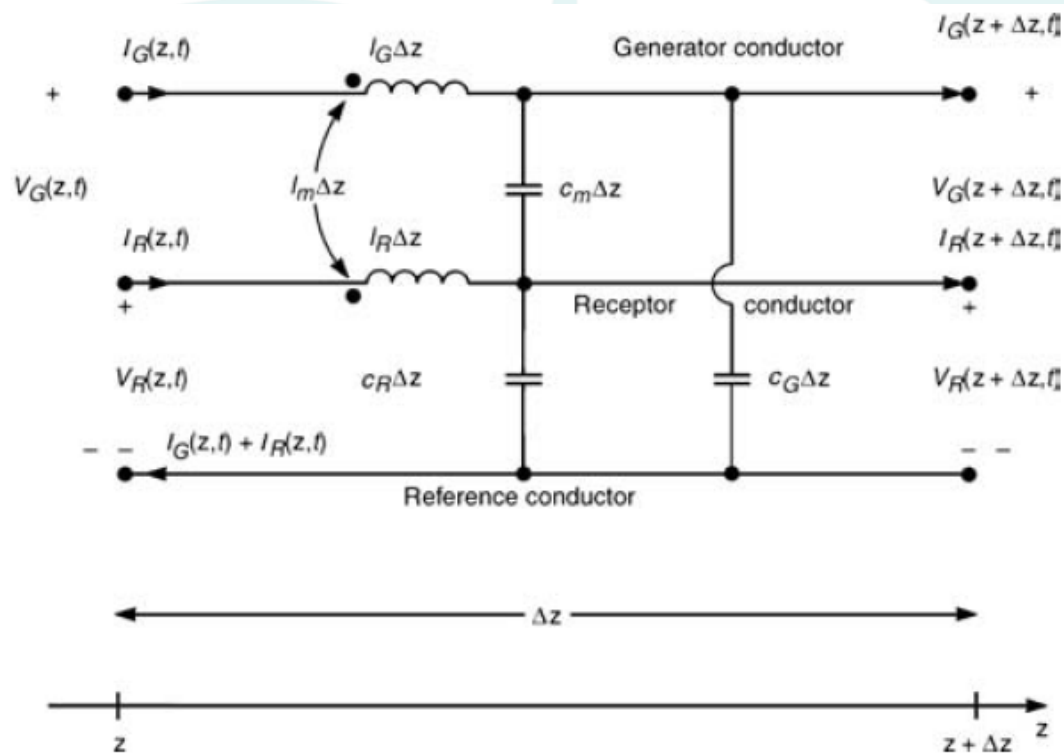 I_G(z,t) l_GΔz Generator conductor I_G(z + Δz,t)
+ +
V_G(z,t) l_mΔz c_mΔz V_G(z + Δz,t)
I_R(z,t) l_RΔz I_R(z + Δz,t)
+ Receptor conductor +
V_R(z,t) c_RΔz c_GΔz V_R(z + Δz,t)
– – I_G(z,t) + I_R(z,t) – –
Reference conductor
Δz
z z + Δz z